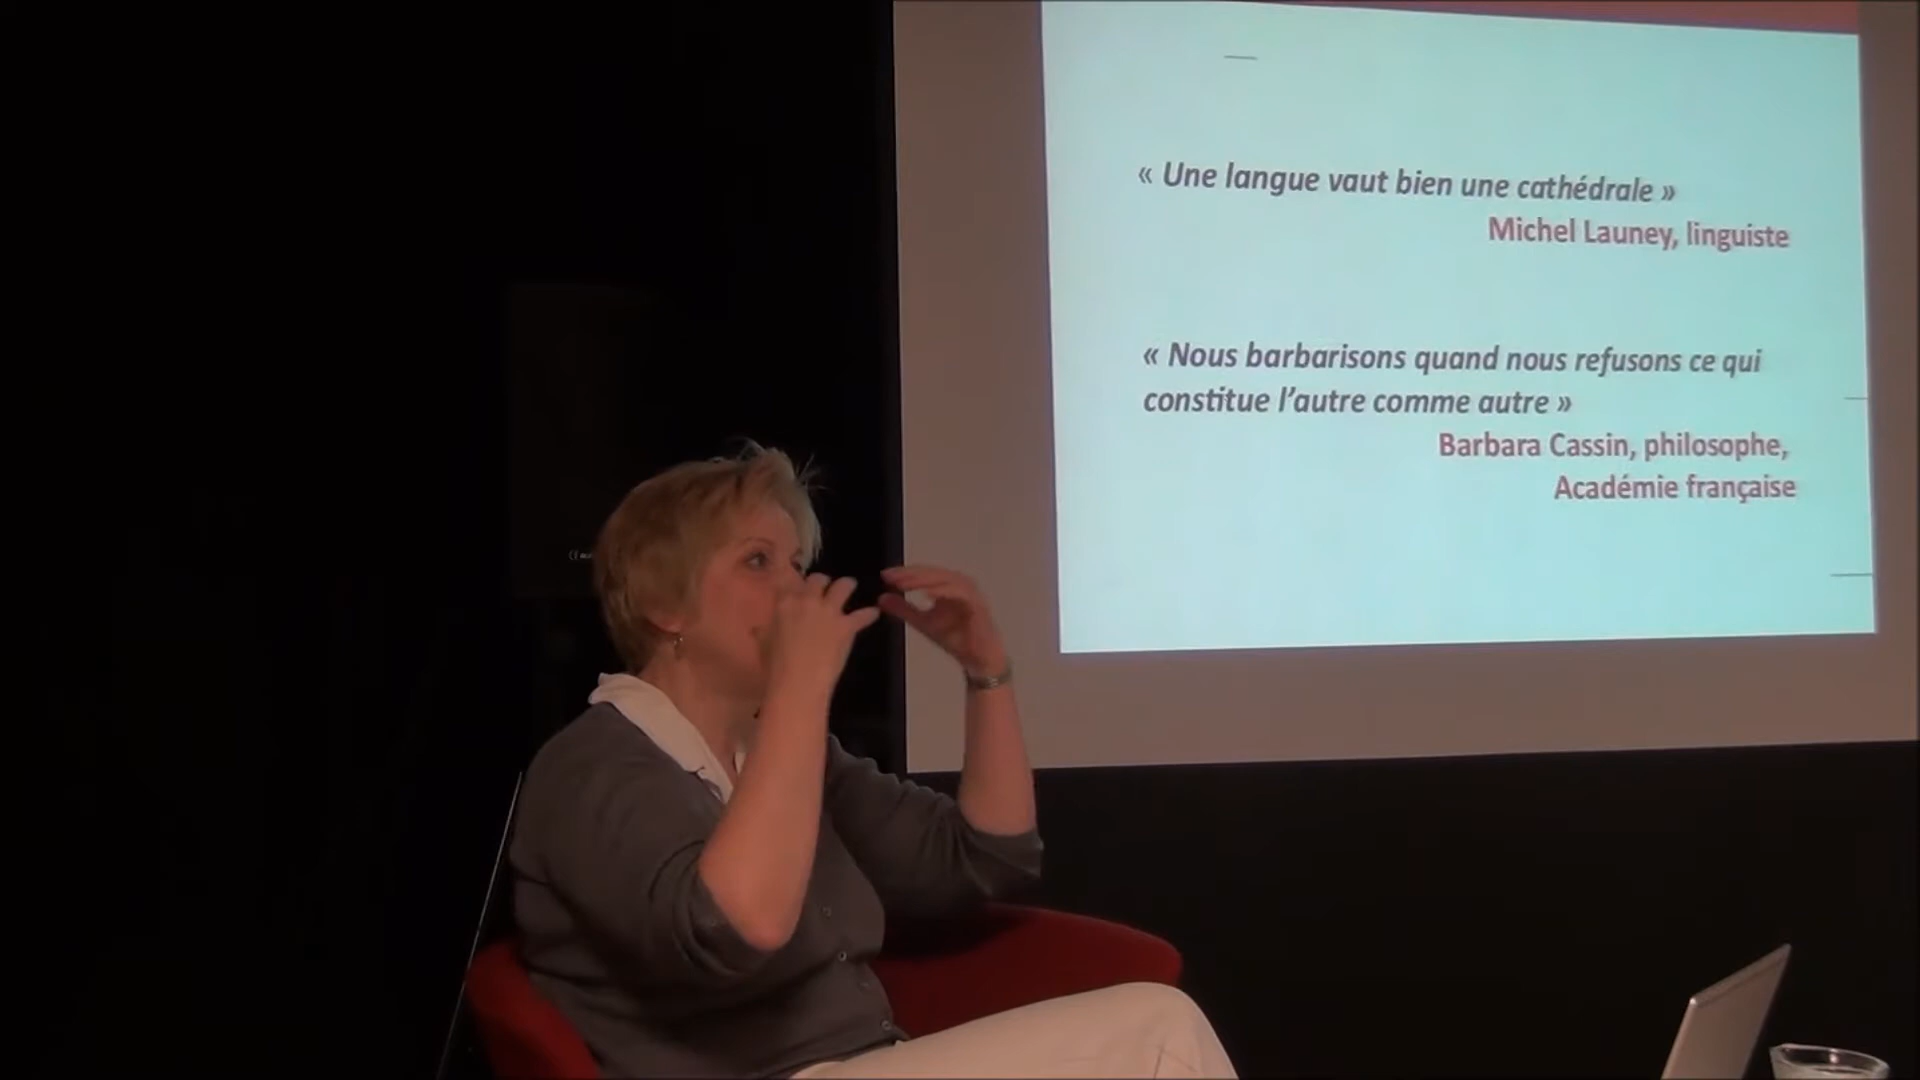 « Une langue vaut bien une cathédrale »
Michel Launey, linguiste
« Nous barbarisons quand nous refusons ce qui
constitue l’autre comme autre »
Barbara Cassin, philosophe,
Académie française